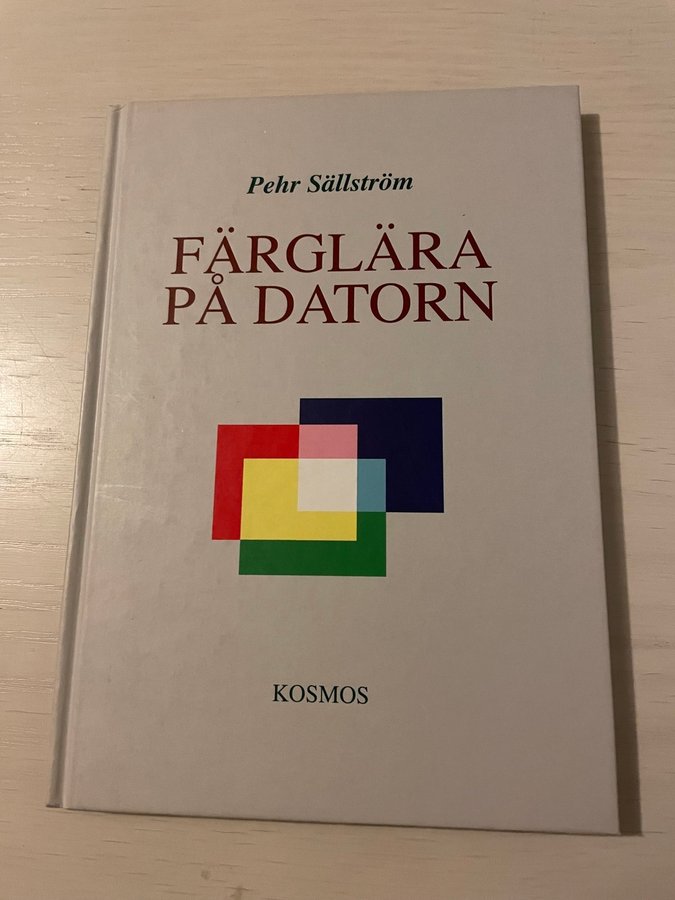 Pehr Sällström
FÄRGLÄRA
PÅ DATORN
KOSMOS